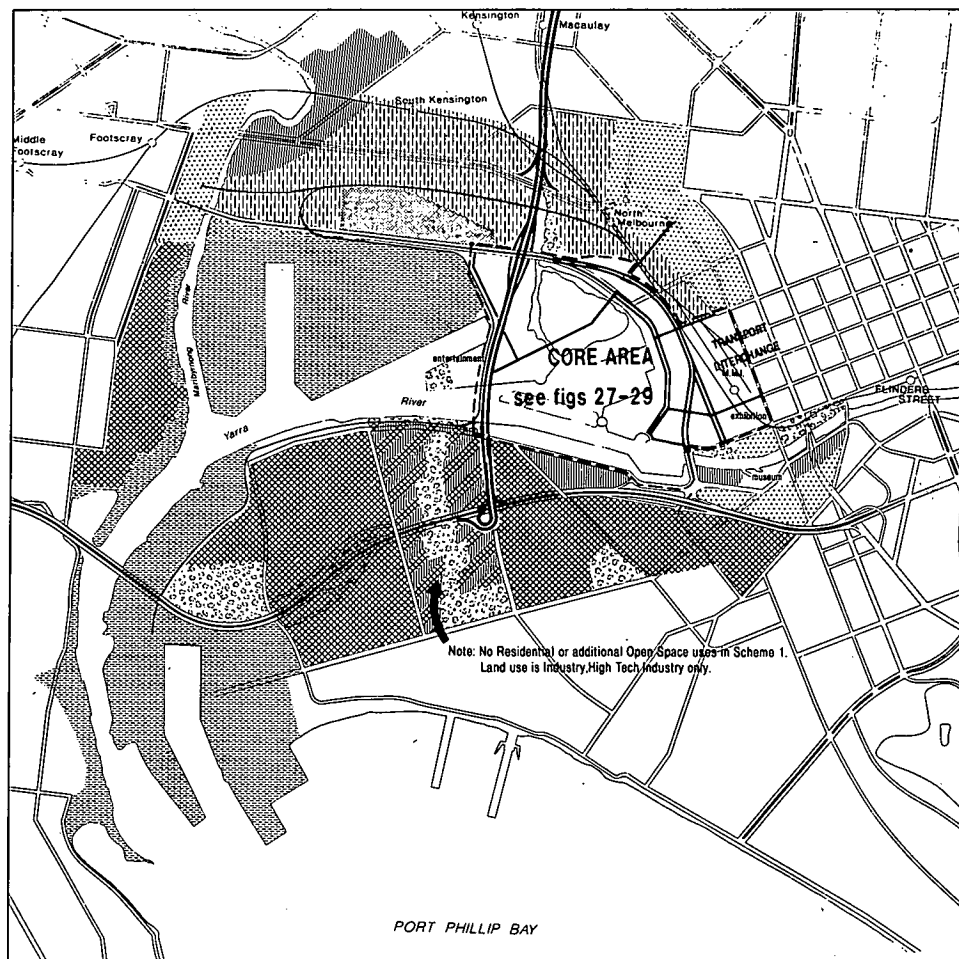 Kensington
Macaulay
South Kensington
Middle
Footscray
Footscray
North
Melbourne
Maribyrnong River
TRANSPORT
INTERCHANGE
entertainment
CORE AREA
see figs 27-29
FLINDERS
STREET
exhibition
Yarra
River
museum
Note: No Residential or additional Open Space uses in Scheme 1.
Land use is Industry,High Tech Industry only.
PORT PHILLIP BAY